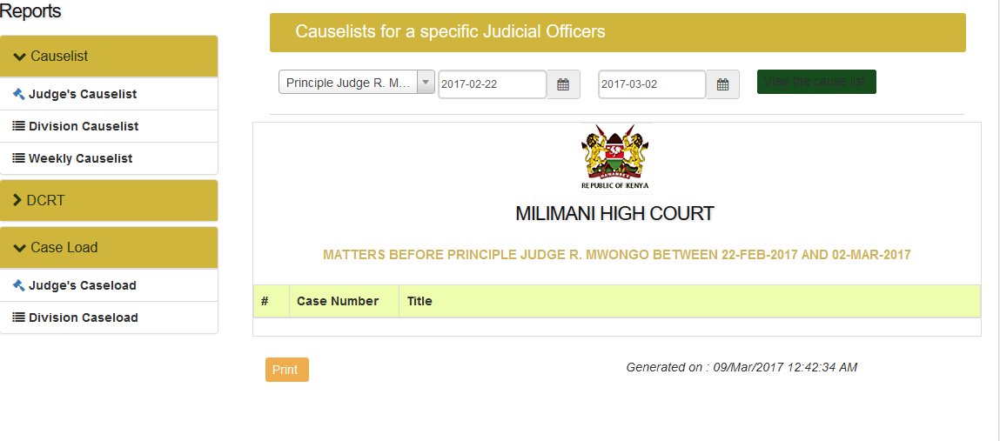 Reports
Causelist
Judge's Causelist
Division Causelist
Weekly Causelist
DCRT
Case Load
Judge's Caseload
Division Caseload
Causelists for a specific Judicial Officers
Principle Judge R. M... 2017-02-22 2017-03-02 View the cause list
REPUBLIC OF KENYA
MILIMANI HIGH COURT
MATTERS BEFORE PRINCIPLE JUDGE R. MWONGO BETWEEN 22-FEB-2017 AND 02-MAR-2017
# Case Number Title
Print Generated on : 09/Mar/2017 12:42:34 AM